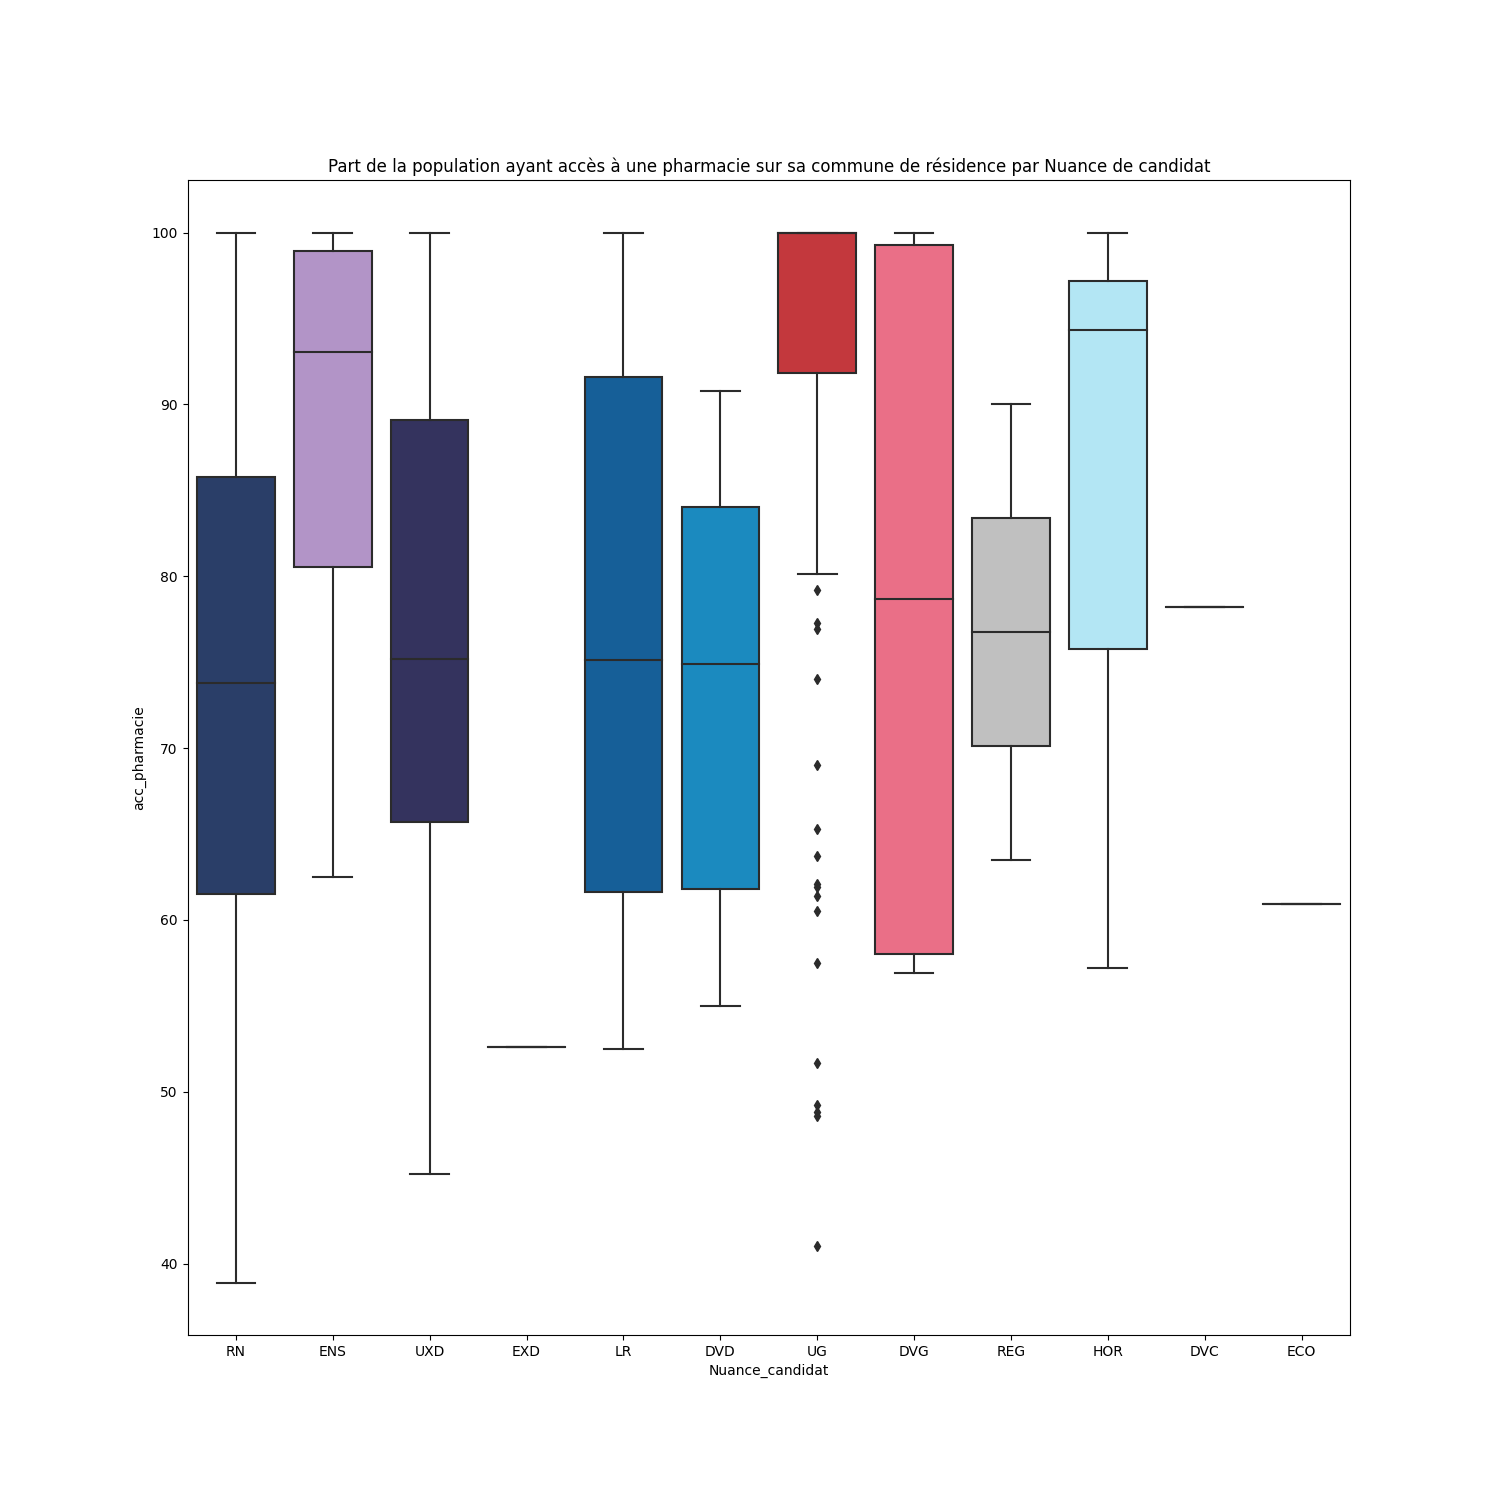 Part de la population ayant accès à une pharmacie sur sa commune de résidence par Nuance de candidat
acc_pharmacie
100
90
80
70
60
50
40
RN ENS UXD EXD LR DVD UG DVG REG HOR DVC ECO
Nuance_candidat